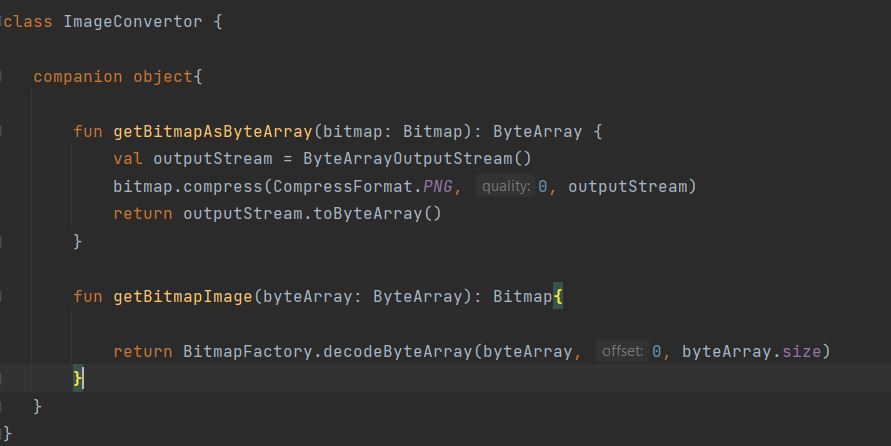 class ImageConvertor {
companion object{
fun getBitmapAsByteArray(bitmap: Bitmap): ByteArray {
val outputStream = ByteArrayOutputStream()
bitmap.compress(CompressFormat.PNG, quality: 0, outputStream)
return outputStream.toByteArray()
}
fun getBitmapImage(byteArray: ByteArray): Bitmap{
return BitmapFactory.decodeByteArray(byteArray, offset: 0, byteArray.size)
}
}
}